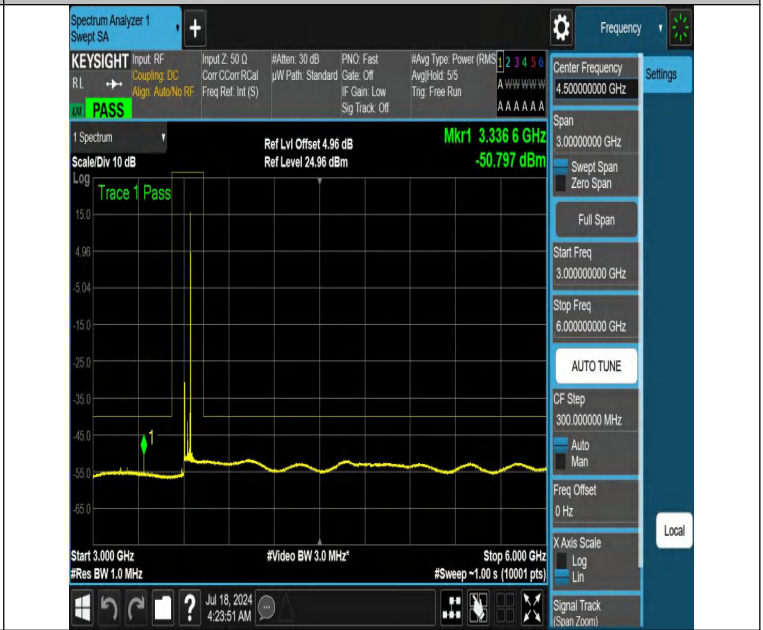 Spectrum Analyzer 1
Swept SA
+
Frequency
KEYSIGHT
RL
LXI
PASS
Input: RF
Coupling: DC
Align: Auto/No RF
Input Z: 50 Ω
Corr CCorr RCal
Freq Ref: Int (S)
#Atten: 30 dB
µW Path: Standard
PNO: Fast
Gate: Off
IF Gain: Low
Sig Track: Off
#Avg Type: Power (RMS
Avg|Hold: 5/5
Trig: Free Run
1 2 3 4 5 6
A W W W W W
A A A A A A
1 Spectrum
Scale/Div 10 dB
Log
Ref Lvl Offset 4.96 dB
Ref Level 24.96 dBm
Mkr1 3.336 6 GHz
-50.797 dBm
Trace 1 Pass
15.0
4.96
-5.04
-15.0
-25.0
-35.0
-45.0
-55.0
-65.0
1
Start 3.000 GHz
#Res BW 1.0 MHz
#Video BW 3.0 MHz*
Stop 6.000 GHz
#Sweep ~1.00 s (10001 pts)
?
Jul 18, 2024
4:23:51 AM
Center Frequency
4.500000000 GHz
Span
3.00000000 GHz
Swept Span
Zero Span
Full Span
Start Freq
3.000000000 GHz
Stop Freq
6.000000000 GHz
AUTO TUNE
CF Step
300.000000 MHz
Auto
Man
Freq Offset
0 Hz
X Axis Scale
Log
Lin
Signal Track
(Span Zoom)
Settings
Local